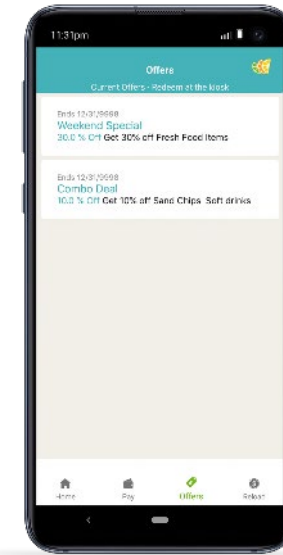 11:31pm
Offers
Current Offers - Redeem at the kiosk
Ends 12/31/9998
Weekend Special
30.0 % Off Get 30% off Fresh Food Items
Ends 12/31/9998
Combo Deal
10.0 % Off Get 10% off Sand Chips Soft drinks
Home
Pay
Offers
Reload